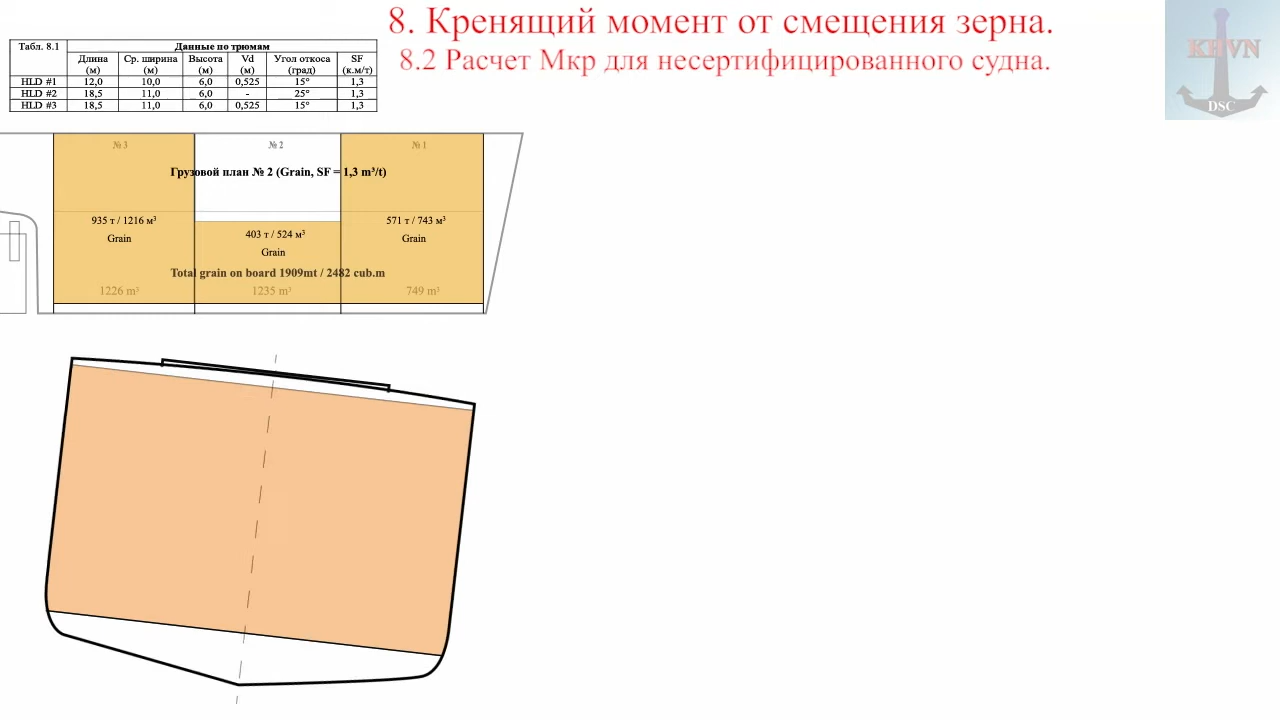 8. Кренящий момент от смещения зерна.
8.2 Расчет Мкр для несертифицированного судна.
KHVN
DSC
Табл. 8.1 Данные по трюмам
Длина (м) Ср. ширина (м) Высота (м) Vd (м) Угол откоса (град) SF (к.м/т)
HLD #1 12,0 10,0 6,0 0,525 15° 1,3
HLD #2 18,5 11,0 6,0 - 25° 1,3
HLD #3 18,5 11,0 6,0 0,525 15° 1,3
№ 3 № 2 № 1
Грузовой план № 2 (Grain, SF = 1,3 m³/t)
935 т / 1216 м³ 403 т / 524 м³ 571 т / 743 м³
Grain Grain Grain
Total grain on board 1909mt / 2482 cub.m
1226 m³ 1235 m³ 749 m³